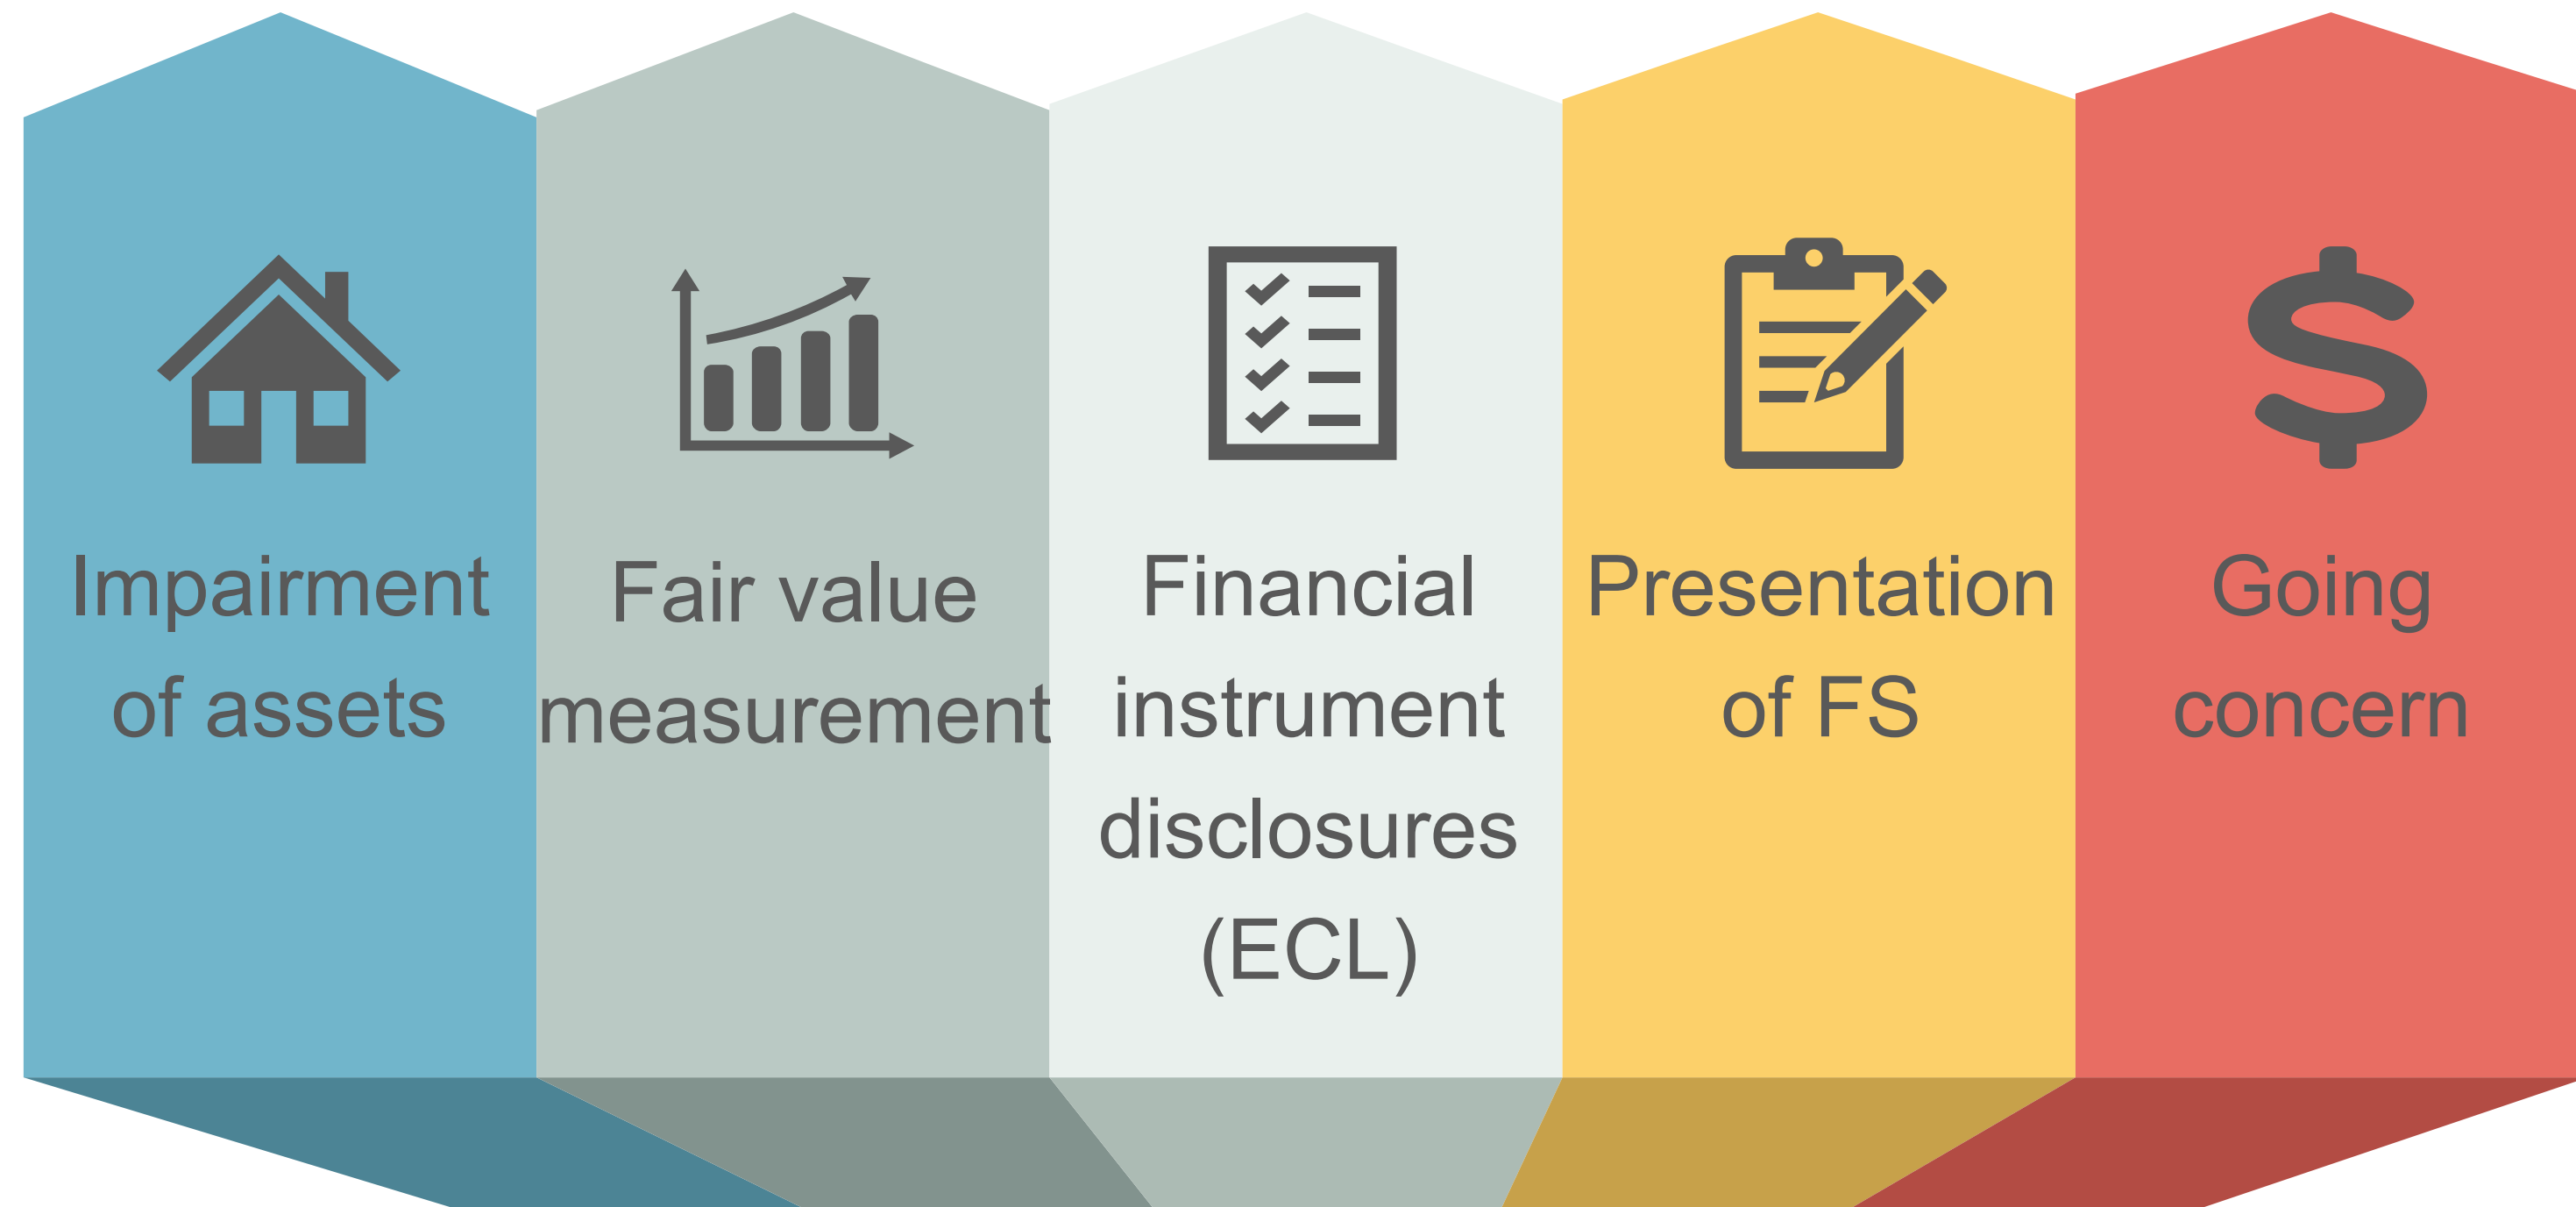 Impairment
of assets
Fair value
measurement
Financial
instrument
disclosures
(ECL)
Presentation
of FS
Going
concern